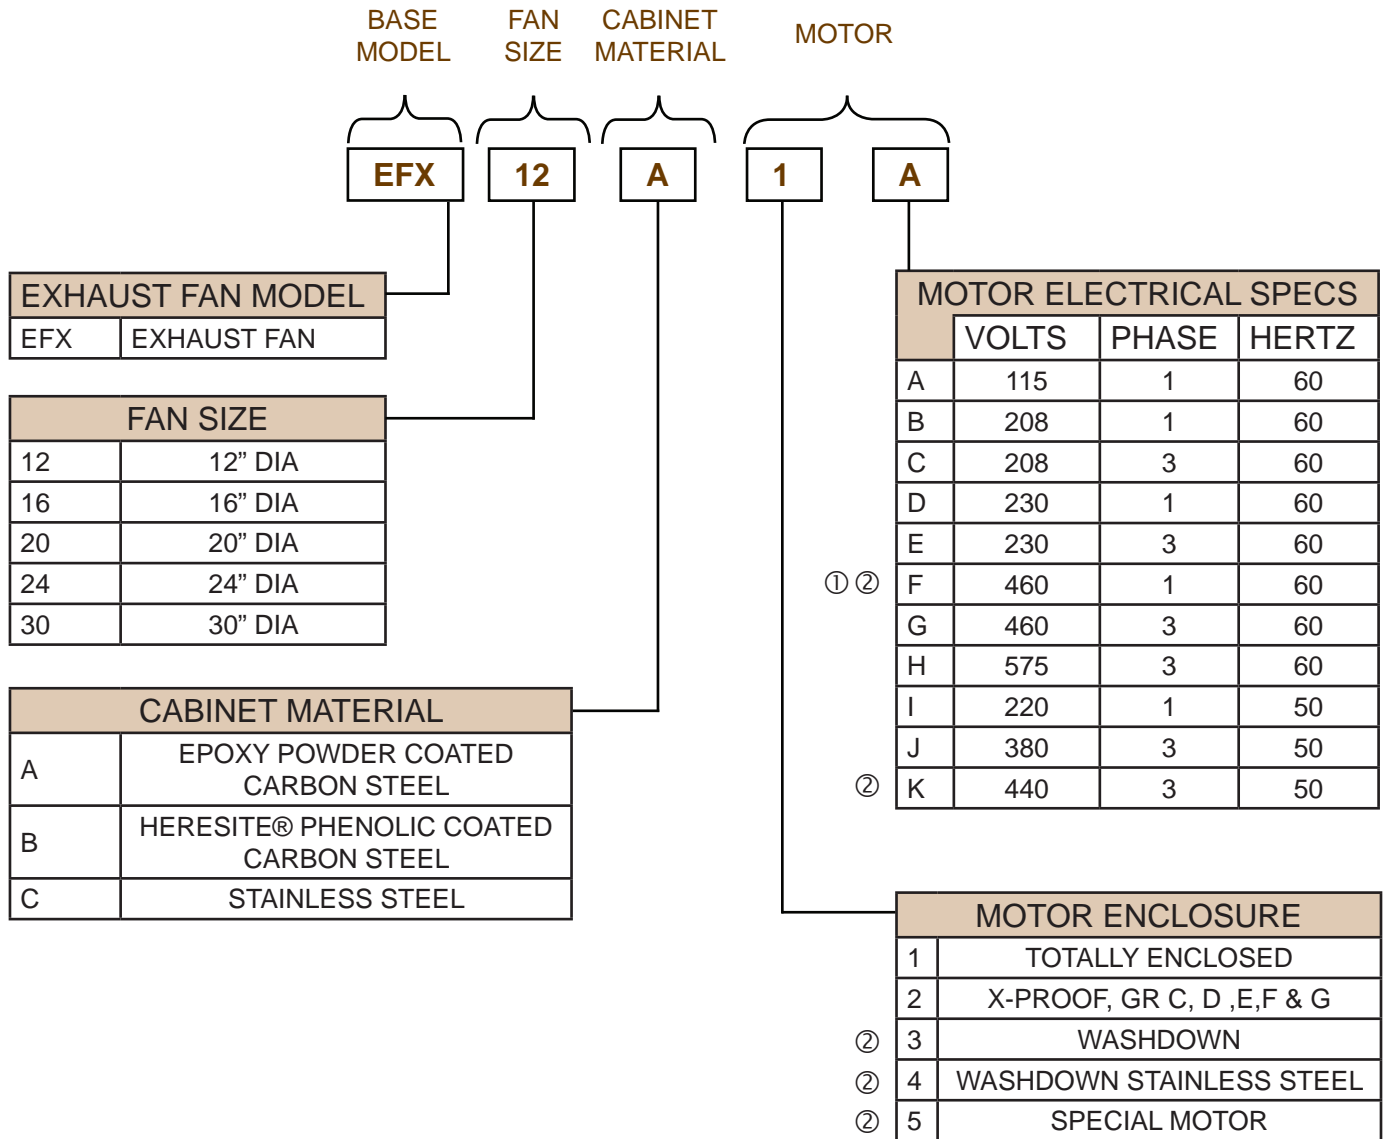 BASE MODEL
FAN SIZE
CABINET MATERIAL
MOTOR
EFX 12 A 1 A
EXHAUST FAN MODEL
EFX EXHAUST FAN
FAN SIZE
12 12” DIA
16 16” DIA
20 20” DIA
24 24” DIA
30 30” DIA
CABINET MATERIAL
A EPOXY POWDER COATED
CARBON STEEL
B HERESITE® PHENOLIC COATED
CARBON STEEL
C STAINLESS STEEL
MOTOR ELECTRICAL SPECS
VOLTS PHASE HERTZ
A 115 1 60
B 208 1 60
C 208 3 60
D 230 1 60
E 230 3 60
① ② F 460 1 60
G 460 3 60
H 575 3 60
I 220 1 50
J 380 3 50
② K 440 3 50
MOTOR ENCLOSURE
1 TOTALLY ENCLOSED
2 X-PROOF, GR C, D ,E,F & G
② 3 WASHDOWN
② 4 WASHDOWN STAINLESS STEEL
② 5 SPECIAL MOTOR